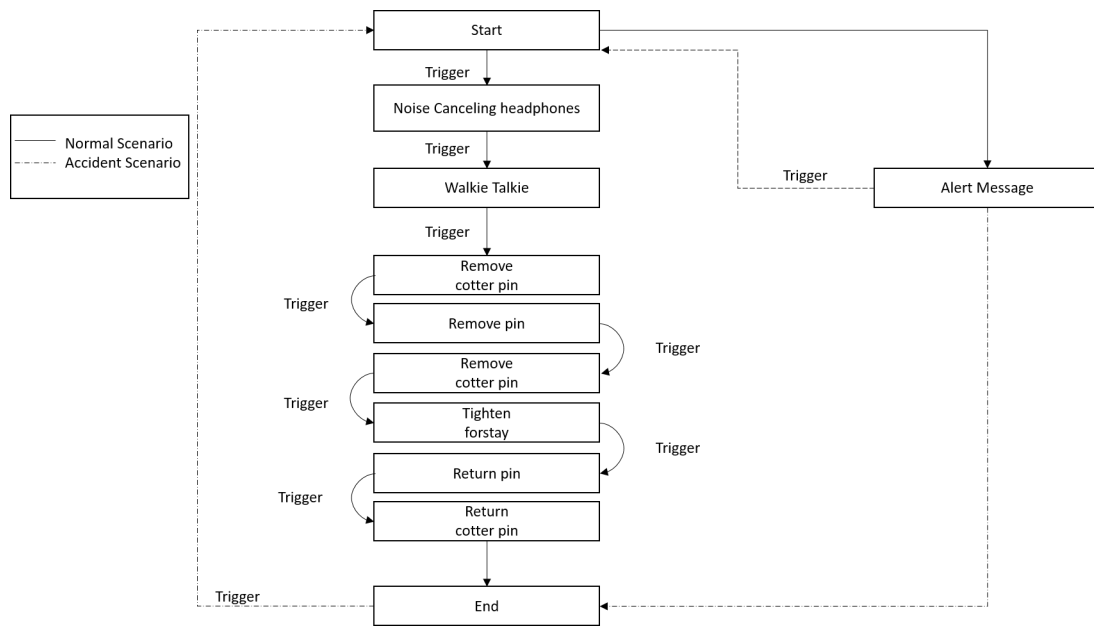 Start
Trigger
Noise Canceling headphones
Normal Scenario
Accident Scenario
Trigger
Trigger
Walkie Talkie
Alert Message
Trigger
Remove
cotter pin
Trigger
Remove pin
Trigger
Remove
cotter pin
Trigger
Tighten
forstay
Trigger
Return pin
Trigger
Return
cotter pin
Trigger
End